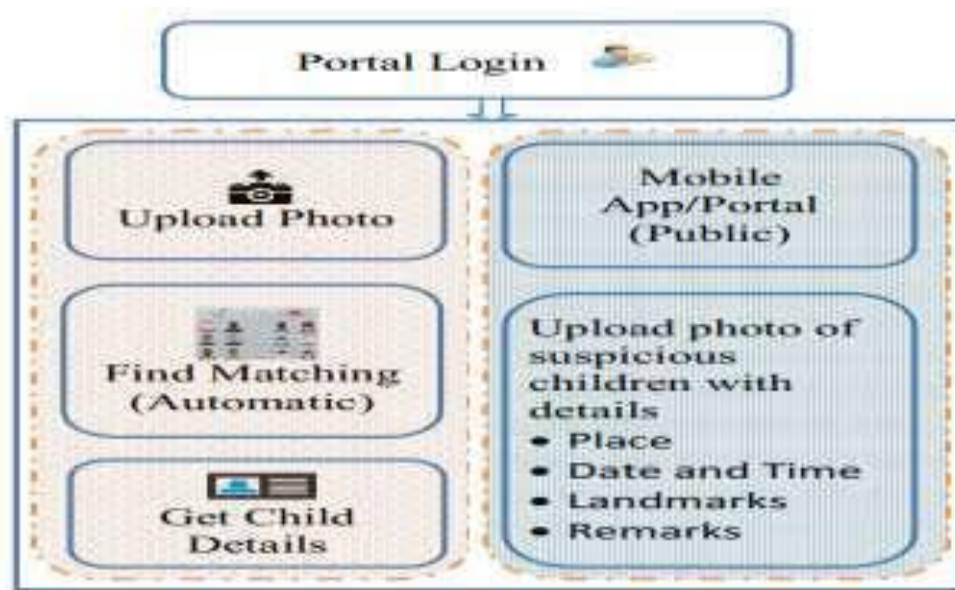 Portal Login
Upload Photo
Find Matching
(Automatic)
Get Child
Details
Mobile
App/Portal
(Public)
Upload photo of
suspicious
children with
details
• Place
• Date and Time
• Landmarks
• Remarks